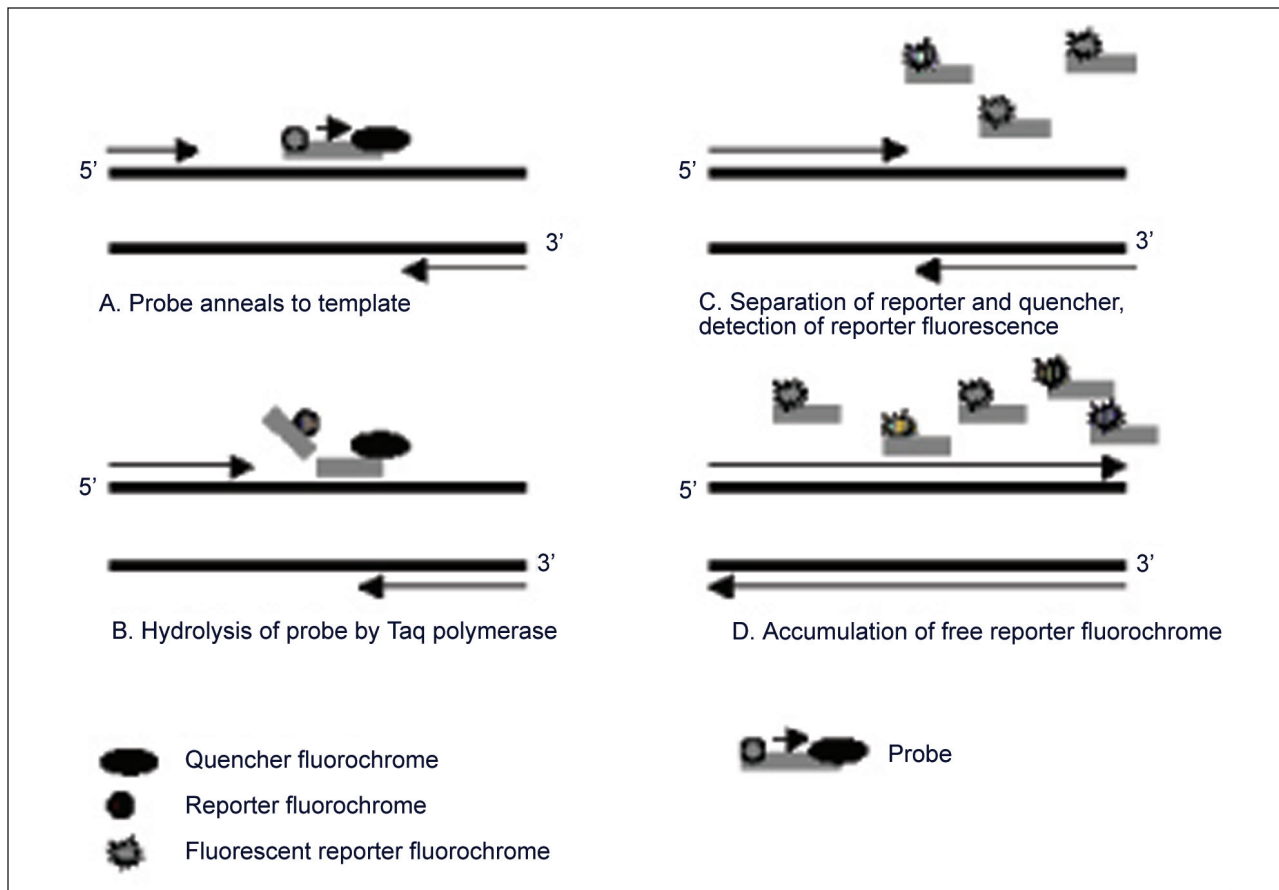 5’
3’
A. Probe anneals to template
5’
3’
B. Hydrolysis of probe by Taq polymerase
5’
3’
C. Separation of reporter and quencher,
detection of reporter fluorescence
5’
3’
D. Accumulation of free reporter fluorochrome
Quencher fluorochrome
Reporter fluorochrome
Fluorescent reporter fluorochrome
Probe